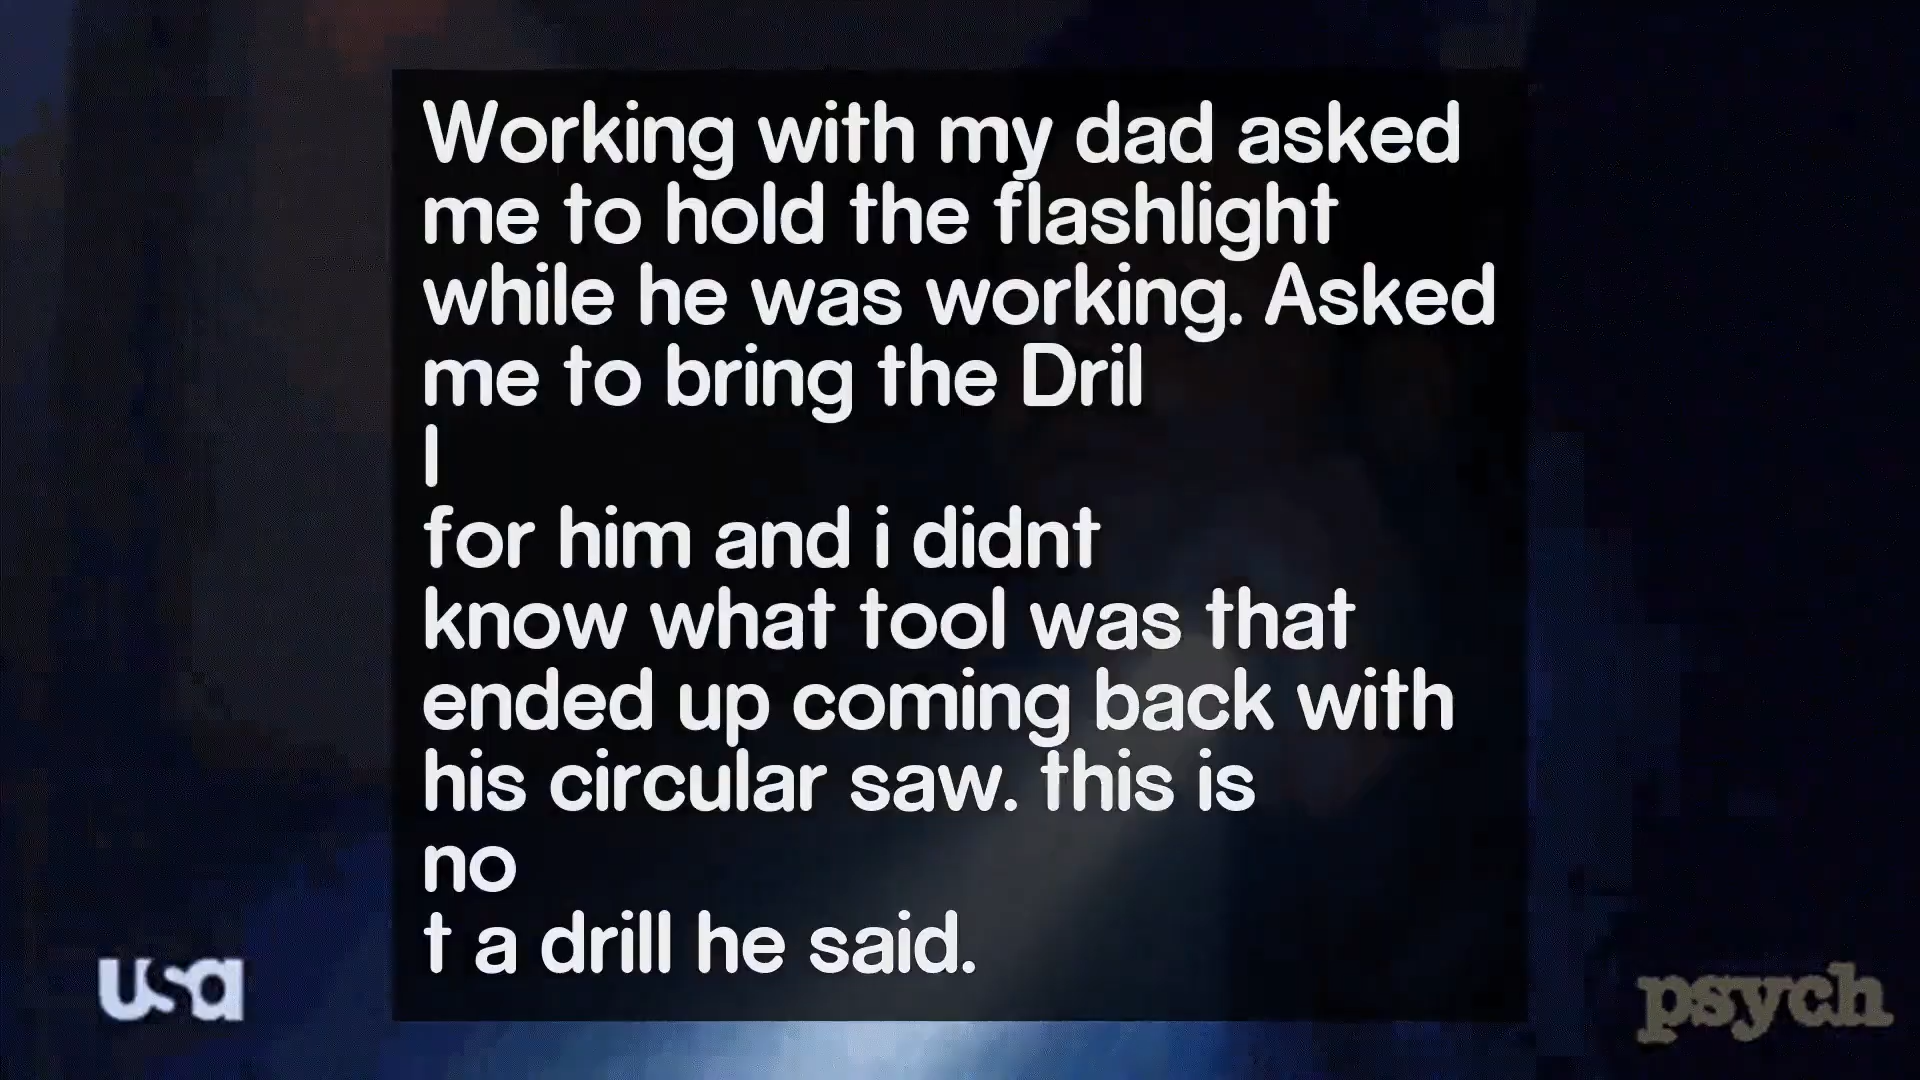 Working with my dad asked
me to hold the flashlight
while he was working. Asked
me to bring the Dril
l
for him and i didnt
know what tool was that
ended up coming back with
his circular saw. this is
no
t a drill he said.
usa
psych